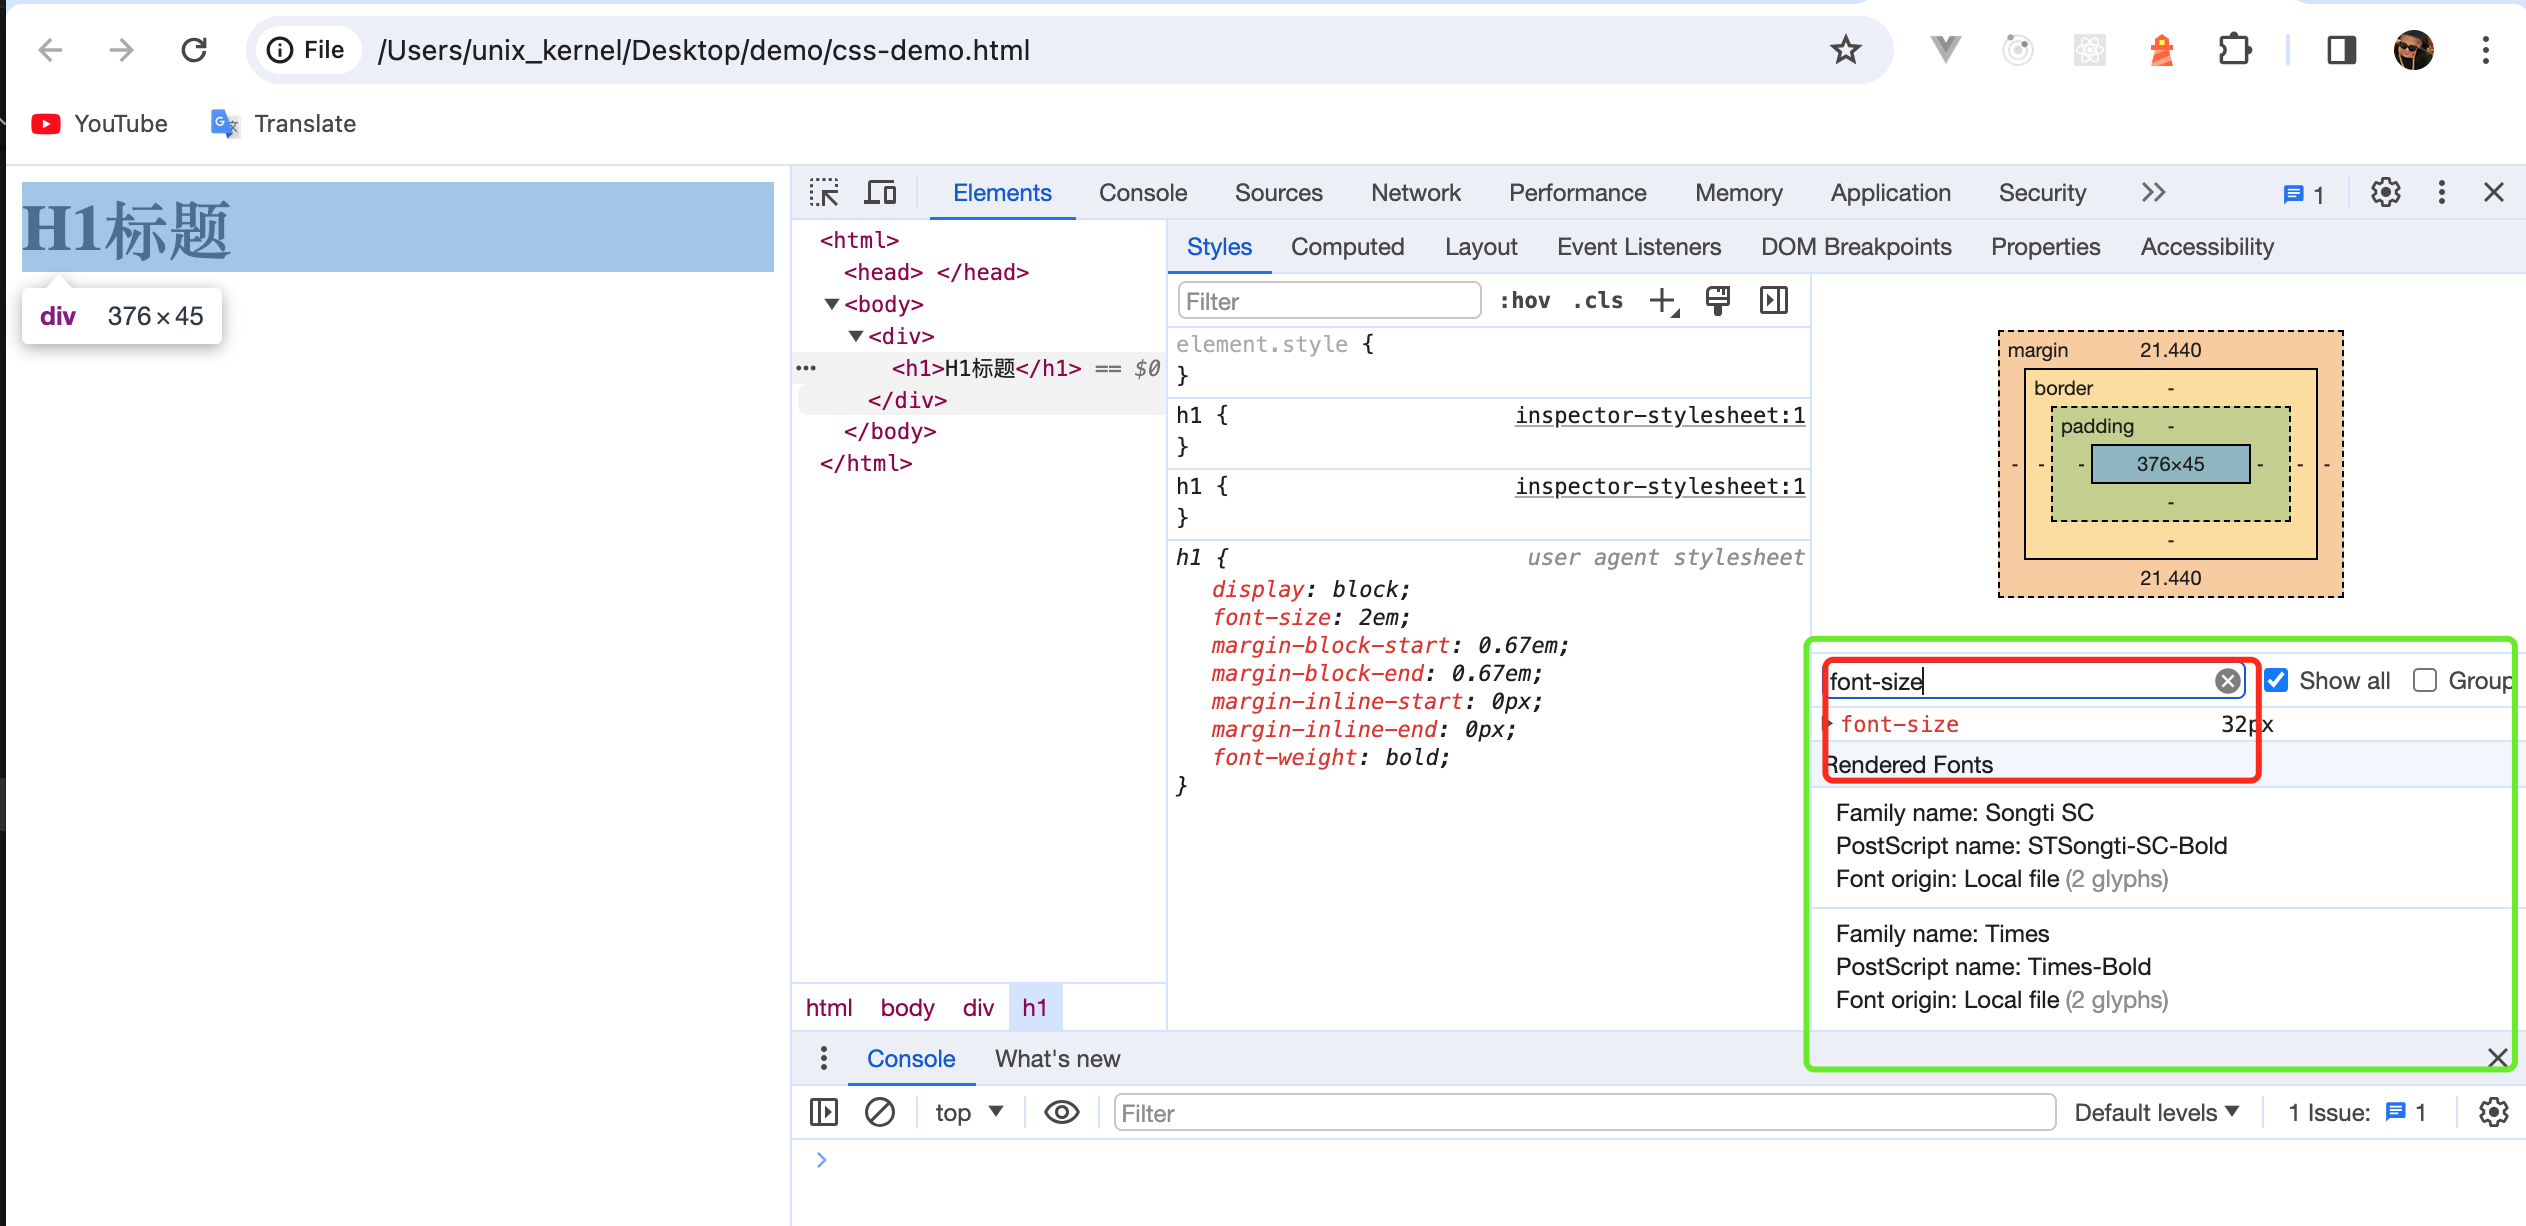 File /Users/unix_kernel/Desktop/demo/css-demo.html
YouTube Translate
H1标题
div 376×45
Elements Console Sources Network Performance Memory Application Security 1
<html>
<head> </head>
<body>
<div>
<h1>H1标题</h1> == $0
</div>
</body>
</html>
html body div h1
Styles Computed Layout Event Listeners DOM Breakpoints Properties Accessibility
Filter :hov .cls
element.style {
}
h1 { inspector-stylesheet:1
}
h1 { inspector-stylesheet:1
}
h1 { user agent stylesheet
display: block;
font-size: 2em;
margin-block-start: 0.67em;
margin-block-end: 0.67em;
margin-inline-start: 0px;
margin-inline-end: 0px;
font-weight: bold;
}
margin 21.440
border -
padding -
- - - 376×45 - - -
-
-
21.440
font-size Show all Group
font-size 32px
Rendered Fonts
Family name: Songti SC
PostScript name: STSongti-SC-Bold
Font origin: Local file (2 glyphs)
Family name: Times
PostScript name: Times-Bold
Font origin: Local file (2 glyphs)
Console What's new
top Filter Default levels 1 Issue: 1